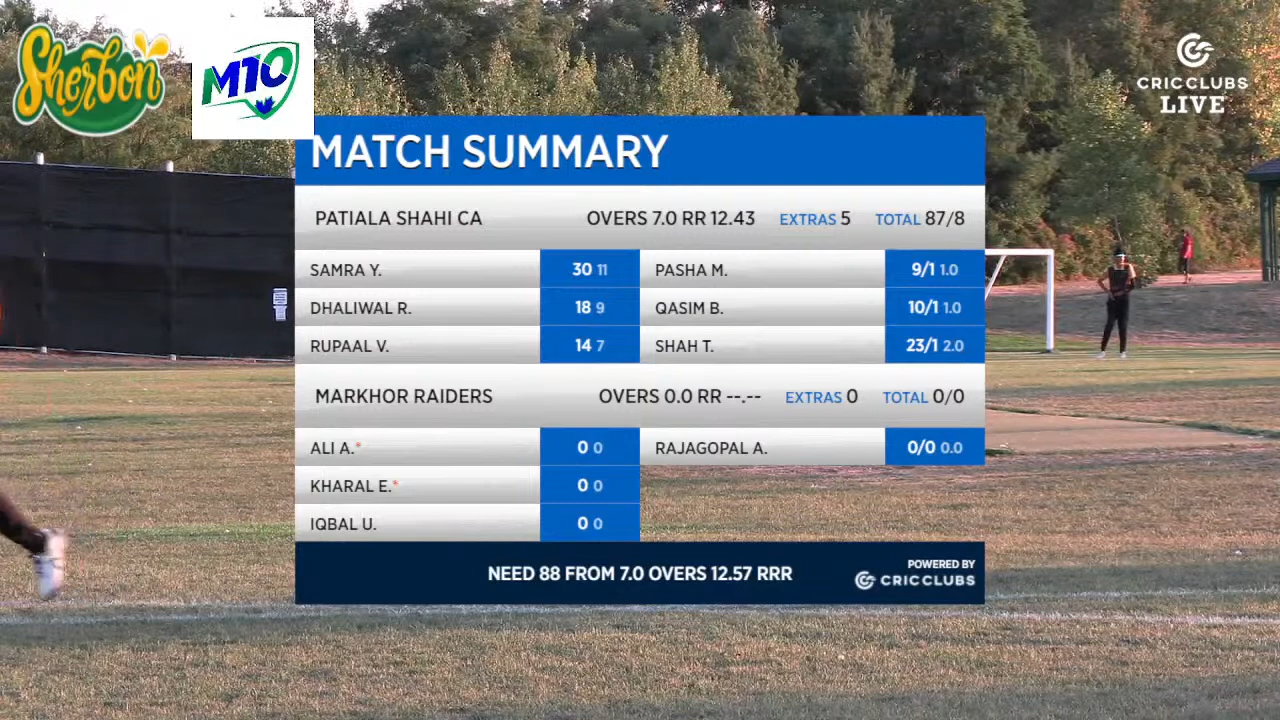 Sherbon
M10
CRICCLUBS
LIVE
MATCH SUMMARY
PATIALA SHAHI CA OVERS 7.0 RR 12.43 EXTRAS 5 TOTAL 87/8
SAMRA Y. 30 11 PASHA M. 9/1 1.0
DHALIWAL R. 18 9 QASIM B. 10/1 1.0
RUPAAL V. 14 7 SHAH T. 23/1 2.0
MARKHOR RAIDERS OVERS 0.0 RR --.-- EXTRAS 0 TOTAL 0/0
ALI A.* 0 0 RAJAGOPAL A. 0/0 0.0
KHARAL E.* 0 0
IQBAL U. 0 0
NEED 88 FROM 7.0 OVERS 12.57 RRR
POWERED BY
CRICCLUBS